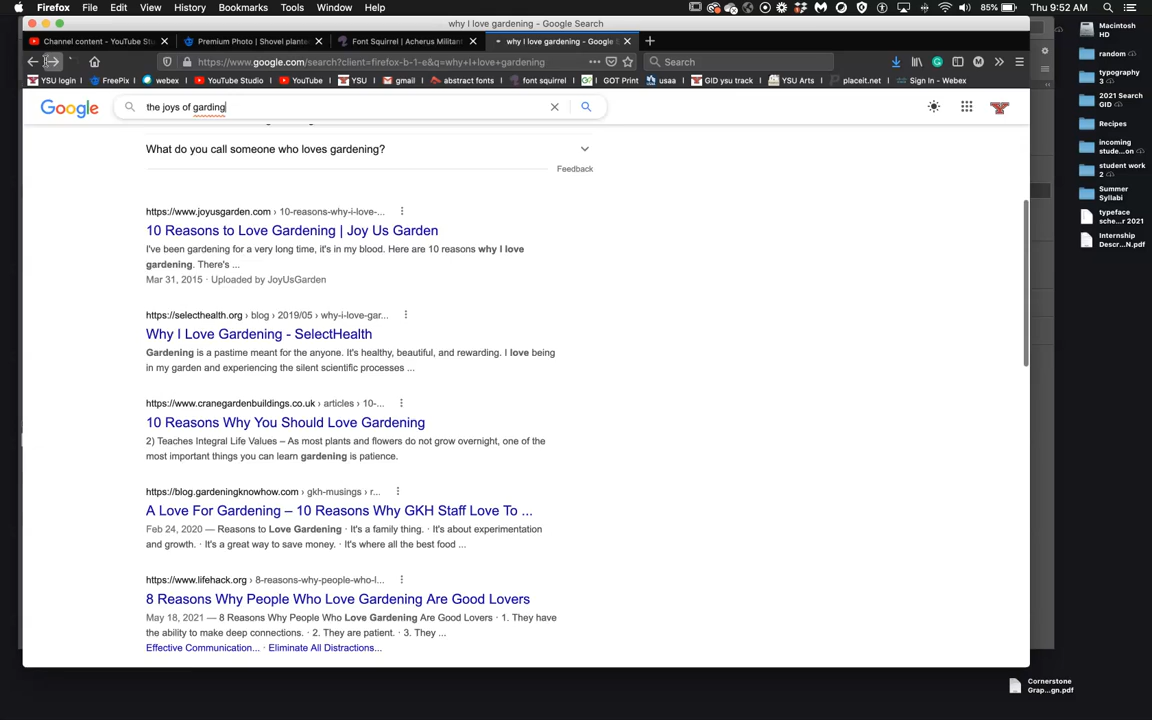 Firefox File Edit View History Bookmarks Tools Window Help 85% Thu 9:52 AM
why I love gardening - Google Search
Channel content - YouTube Stu Premium Photo | Shovel plante Font Squirrel | Acherus Militant why I love gardening - Google S
https://www.google.com/search?client=firefox-b-1-e&q=why+I+love+gardening Search
YSU login FreePix webex YouTube Studio YouTube YSU gmail abstract fonts font squirrel GOT Print usaa GID ysu track YSU Arts placeit.net Sign In - Webex
Google the joys of garding
What do you call someone who loves gardening?
Feedback
https://www.joyusgarden.com › 10-reasons-why-i-love-...
10 Reasons to Love Gardening | Joy Us Garden
I've been gardening for a very long time, it's in my blood. Here are 10 reasons why I love
gardening. There's ...
Mar 31, 2015 · Uploaded by JoyUsGarden
https://selecthealth.org › blog › 2019/05 › why-i-love-gar...
Why I Love Gardening - SelectHealth
Gardening is a pastime meant for the anyone. It's healthy, beautiful, and rewarding. I love being
in my garden and experiencing the silent scientific processes ...
https://www.cranegardenbuildings.co.uk › articles › 10-...
10 Reasons Why You Should Love Gardening
2) Teaches Integral Life Values – As most plants and flowers do not grow overnight, one of the
most important things you can learn gardening is patience.
https://blog.gardeningknowhow.com › gkh-musings › r...
A Love For Gardening – 10 Reasons Why GKH Staff Love To ...
Feb 24, 2020 — Reasons to Love Gardening · It's a family thing. · It's about experimentation
and growth. · It's a great way to save money. · It's where all the best food ...
https://www.lifehack.org › 8-reasons-why-people-who-l...
8 Reasons Why People Who Love Gardening Are Good Lovers
May 18, 2021 — 8 Reasons Why People Who Love Gardening Are Good Lovers · 1. They have
the ability to make deep connections. · 2. They are patient. · 3. They ...
Effective Communication... · Eliminate All Distractions...
Macintosh
HD
random
typography
3
2021 Search
GID
Recipes
incoming
stude...on
student work
2
Summer
Syllabi
typeface
sche...r 2021
Internship
Descr...N.pdf
Cornerstone
Grap...gn.pdf